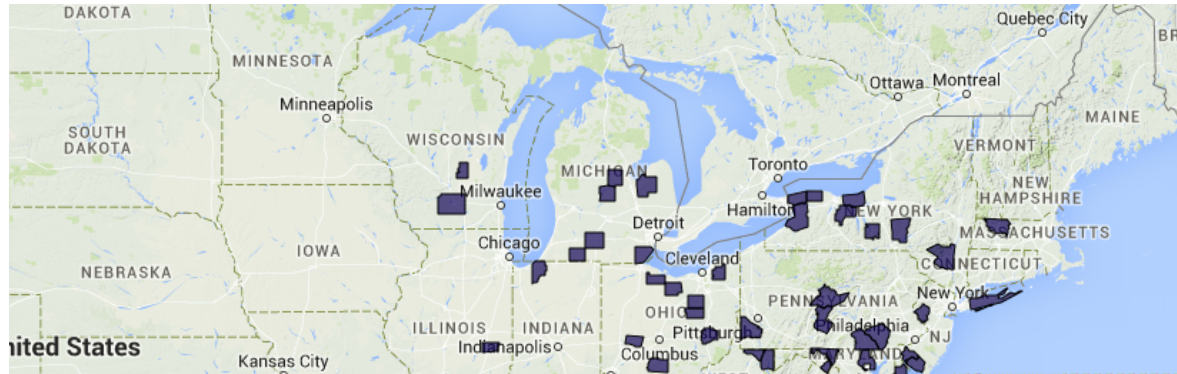 DAKOTA
MINNESOTA
Minneapolis
SOUTH
DAKOTA
WISCONSIN
Milwaukee
MICHIGAN
Toronto
Hamilton
Ottawa
Montreal
Quebec City
MAINE
VERMONT
NEW
HAMPSHIRE
NEW YORK
MASSACHUSETTS
CONNECTICUT
Detroit
Chicago
Cleveland
IOWA
NEBRASKA
PENNSYLVANIA
New York
OHIO
Pittsburgh
Philadelphia
NJ
ILLINOIS
INDIANA
Indianapolis
Columbus
MARYLAND
nited States
Kansas City